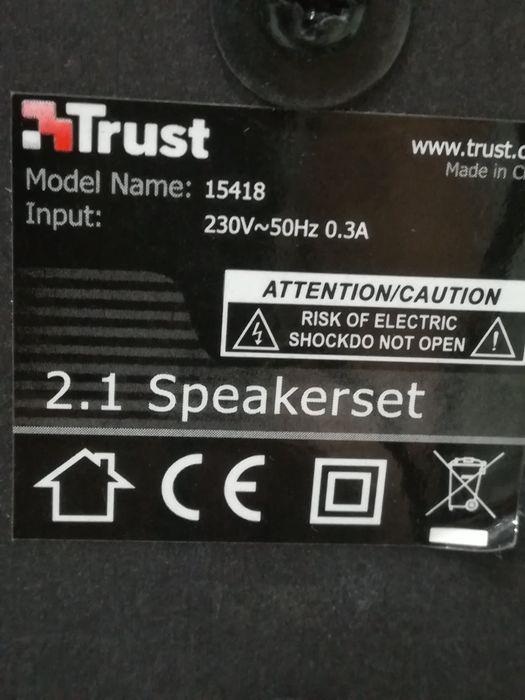 Trust
www.trust.c
Made in C
Model Name: 15418
Input: 230V~50Hz 0.3A
ATTENTION/CAUTION
RISK OF ELECTRIC
SHOCKDO NOT OPEN
2.1 Speakerset
CE